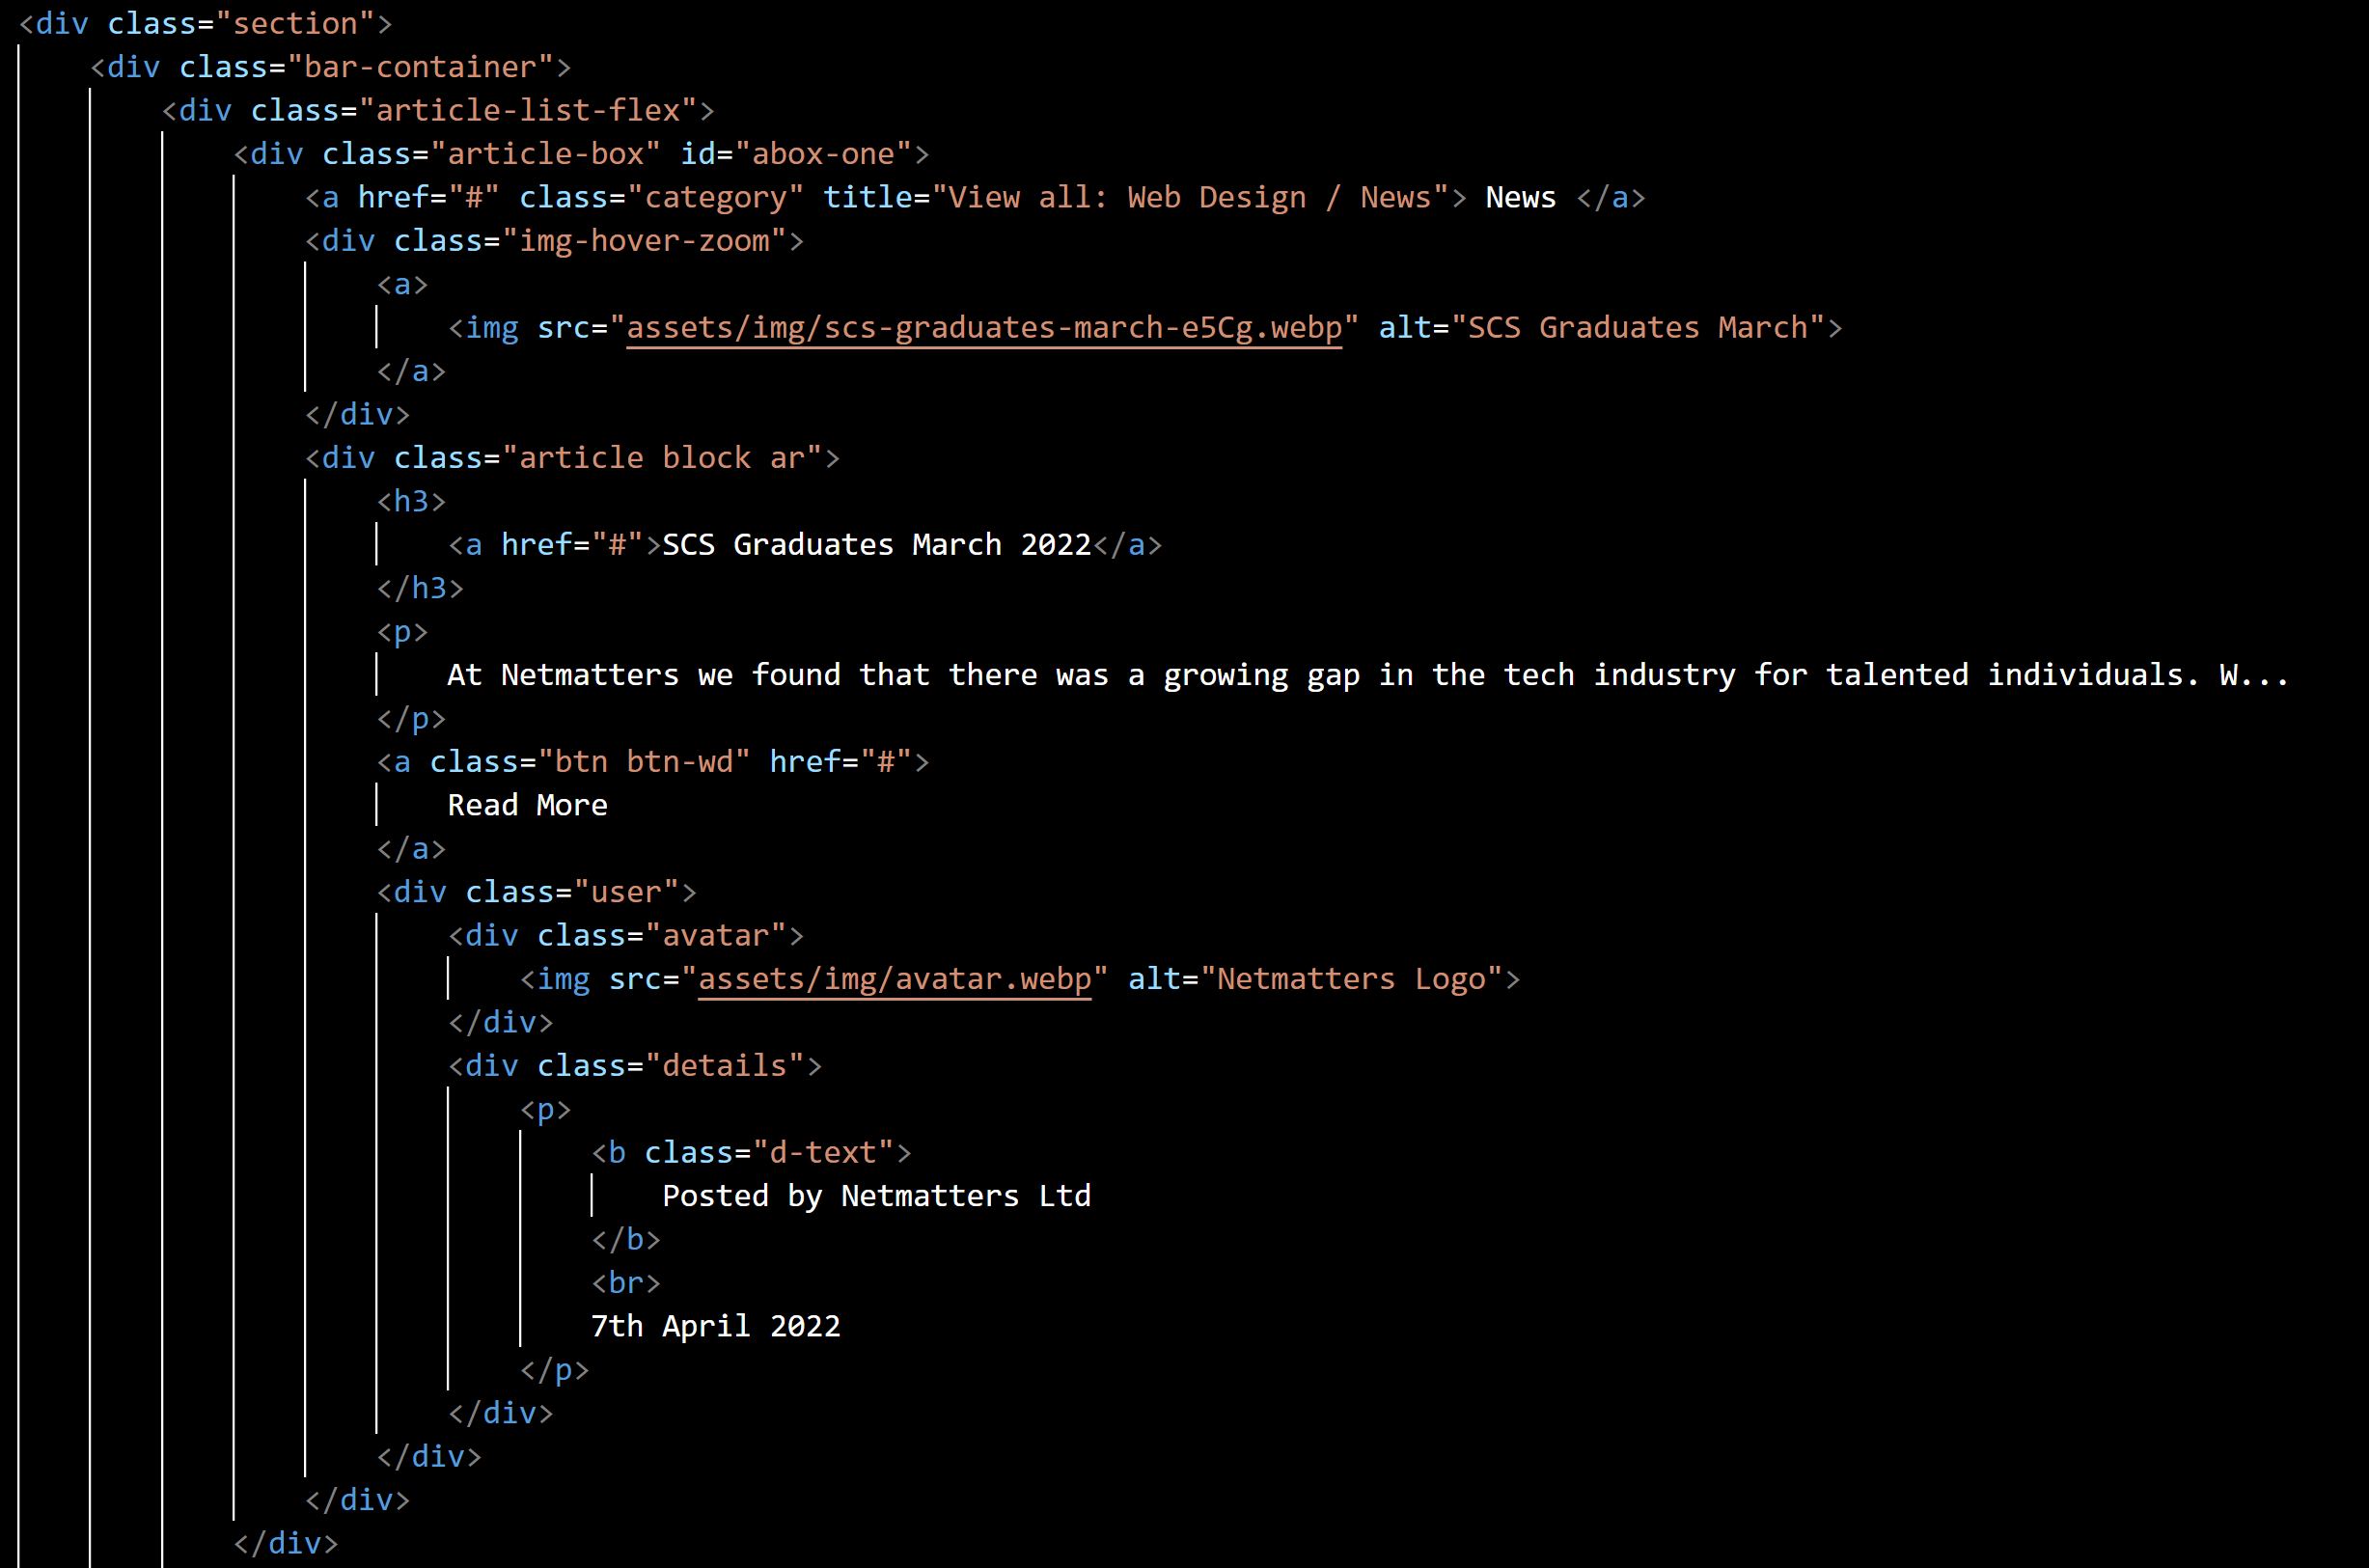 <div class="section">
<div class="bar-container">
<div class="article-list-flex">
<div class="article-box" id="abox-one">
<a href="#" class="category" title="View all: Web Design / News"> News </a>
<div class="img-hover-zoom">
<a>
<img src="assets/img/scs-graduates-march-e5Cg.webp" alt="SCS Graduates March">
</a>
</div>
<div class="article block ar">
<h3>
<a href="#">SCS Graduates March 2022</a>
</h3>
<p>
At Netmatters we found that there was a growing gap in the tech industry for talented individuals. W...
</p>
<a class="btn btn-wd" href="#">
Read More
</a>
<div class="user">
<div class="avatar">
<img src="assets/img/avatar.webp" alt="Netmatters Logo">
</div>
<div class="details">
<p>
<b class="d-text">
Posted by Netmatters Ltd
</b>
<br>
7th April 2022
</p>
</div>
</div>
</div>
</div>